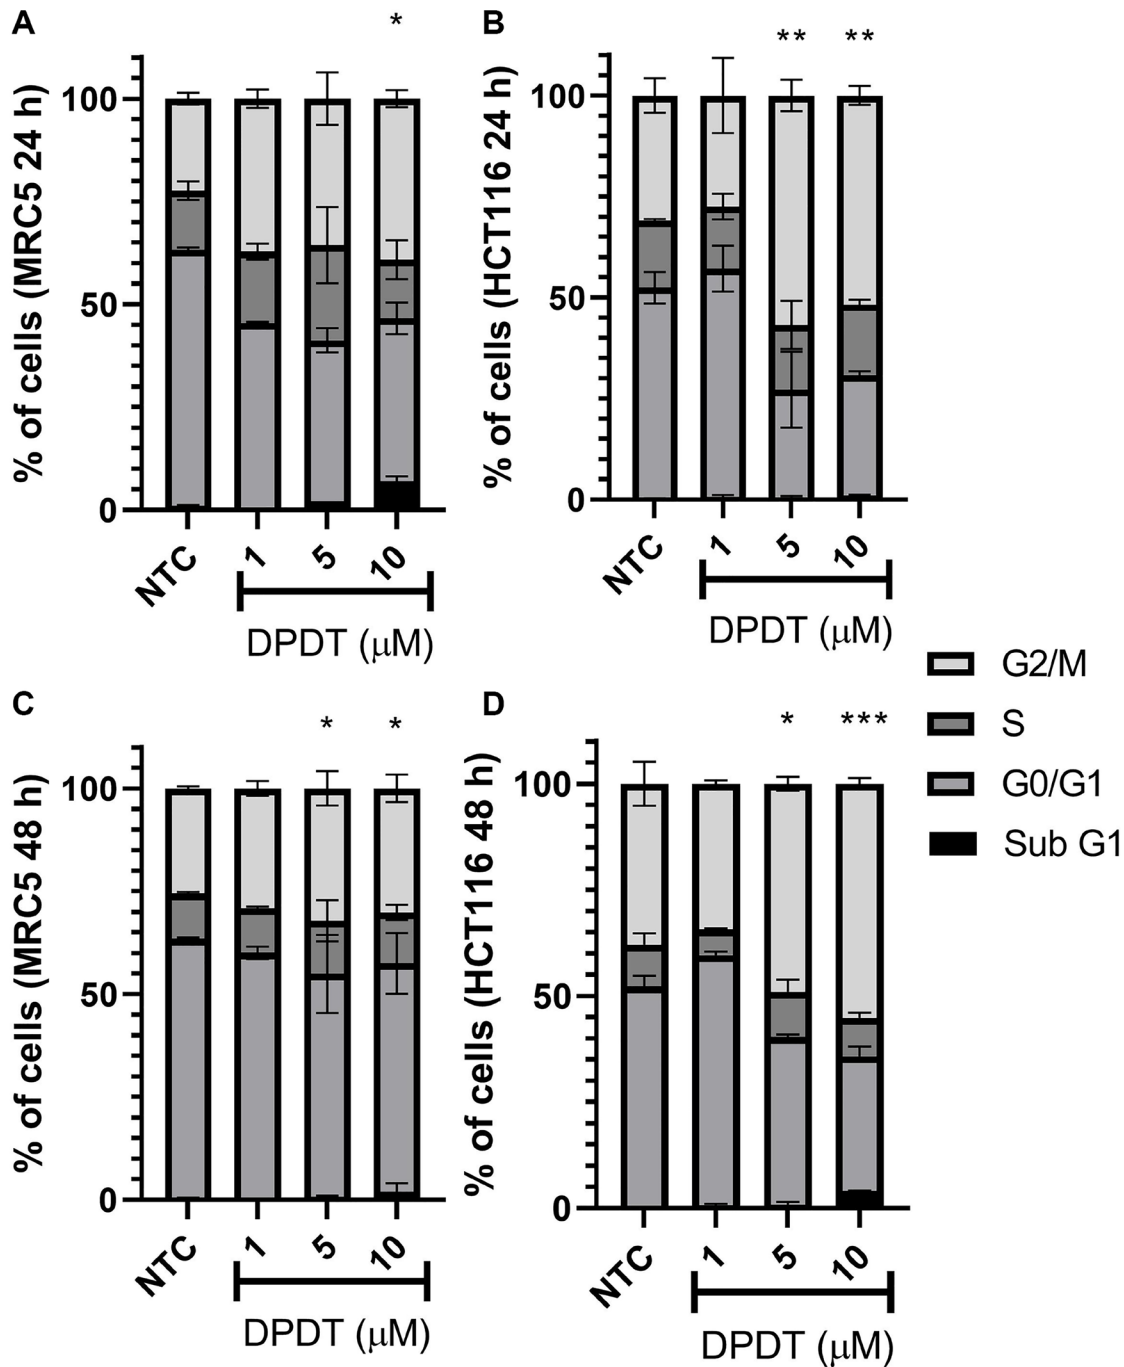 A
*
% of cells (MRC5 24 h)
100
50
0
NTC
1
5
10
DPDT (μM)
B
**
**
% of cells (HCT116 24 h)
100
50
0
NTC
1
5
10
DPDT (μM)
G2/M
S
G0/G1
Sub G1
C
*
*
% of cells (MRC5 48 h)
100
50
0
NTC
1
5
10
DPDT (μM)
D
*
***
% of cells (HCT116 48 h)
100
50
0
NTC
1
5
10
DPDT (μM)